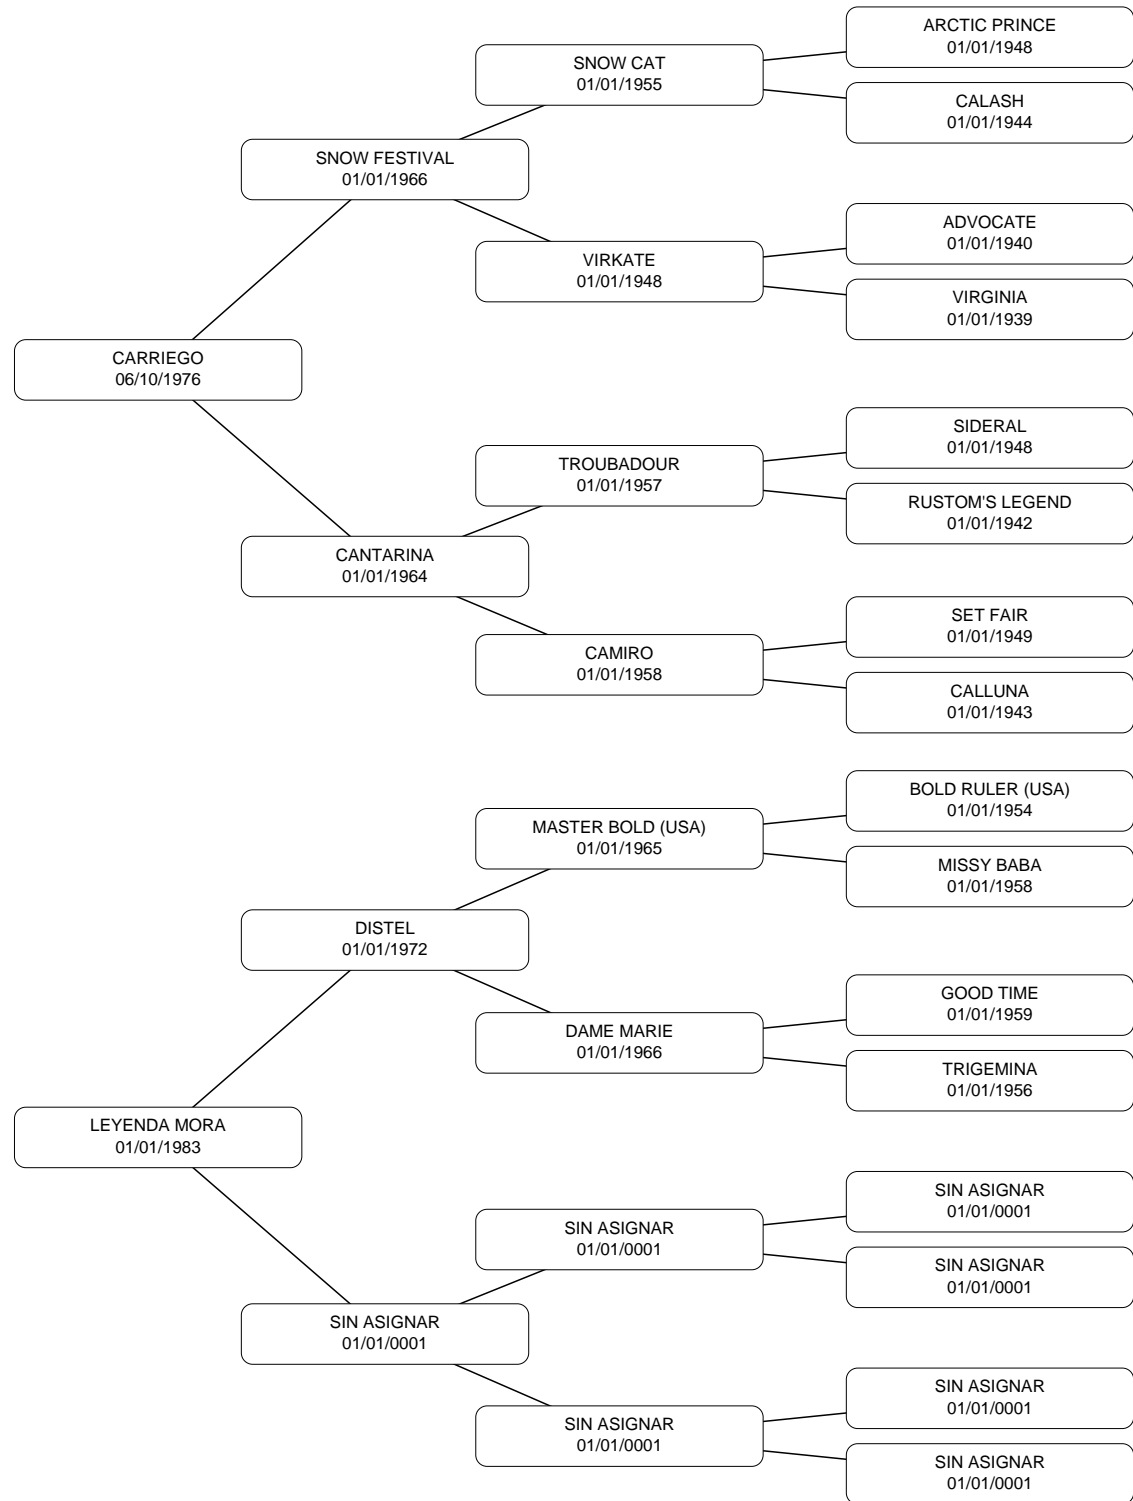 ARCTIC PRINCE
01/01/1948
SNOW CAT
01/01/1955
CALASH
01/01/1944
SNOW FESTIVAL
01/01/1966
ADVOCATE
01/01/1940
VIRKATE
01/01/1948
VIRGINIA
01/01/1939
CARRIEGO
06/10/1976
SIDERAL
01/01/1948
TROUBADOUR
01/01/1957
RUSTOM'S LEGEND
01/01/1942
CANTARINA
01/01/1964
SET FAIR
01/01/1949
CAMIRO
01/01/1958
CALLUNA
01/01/1943
BOLD RULER (USA)
01/01/1954
MASTER BOLD (USA)
01/01/1965
MISSY BABA
01/01/1958
DISTEL
01/01/1972
GOOD TIME
01/01/1959
DAME MARIE
01/01/1966
TRIGEMINA
01/01/1956
LEYENDA MORA
01/01/1983
SIN ASIGNAR
01/01/0001
SIN ASIGNAR
01/01/0001
SIN ASIGNAR
01/01/0001
SIN ASIGNAR
01/01/0001
SIN ASIGNAR
01/01/0001
SIN ASIGNAR
01/01/0001
SIN ASIGNAR
01/01/0001